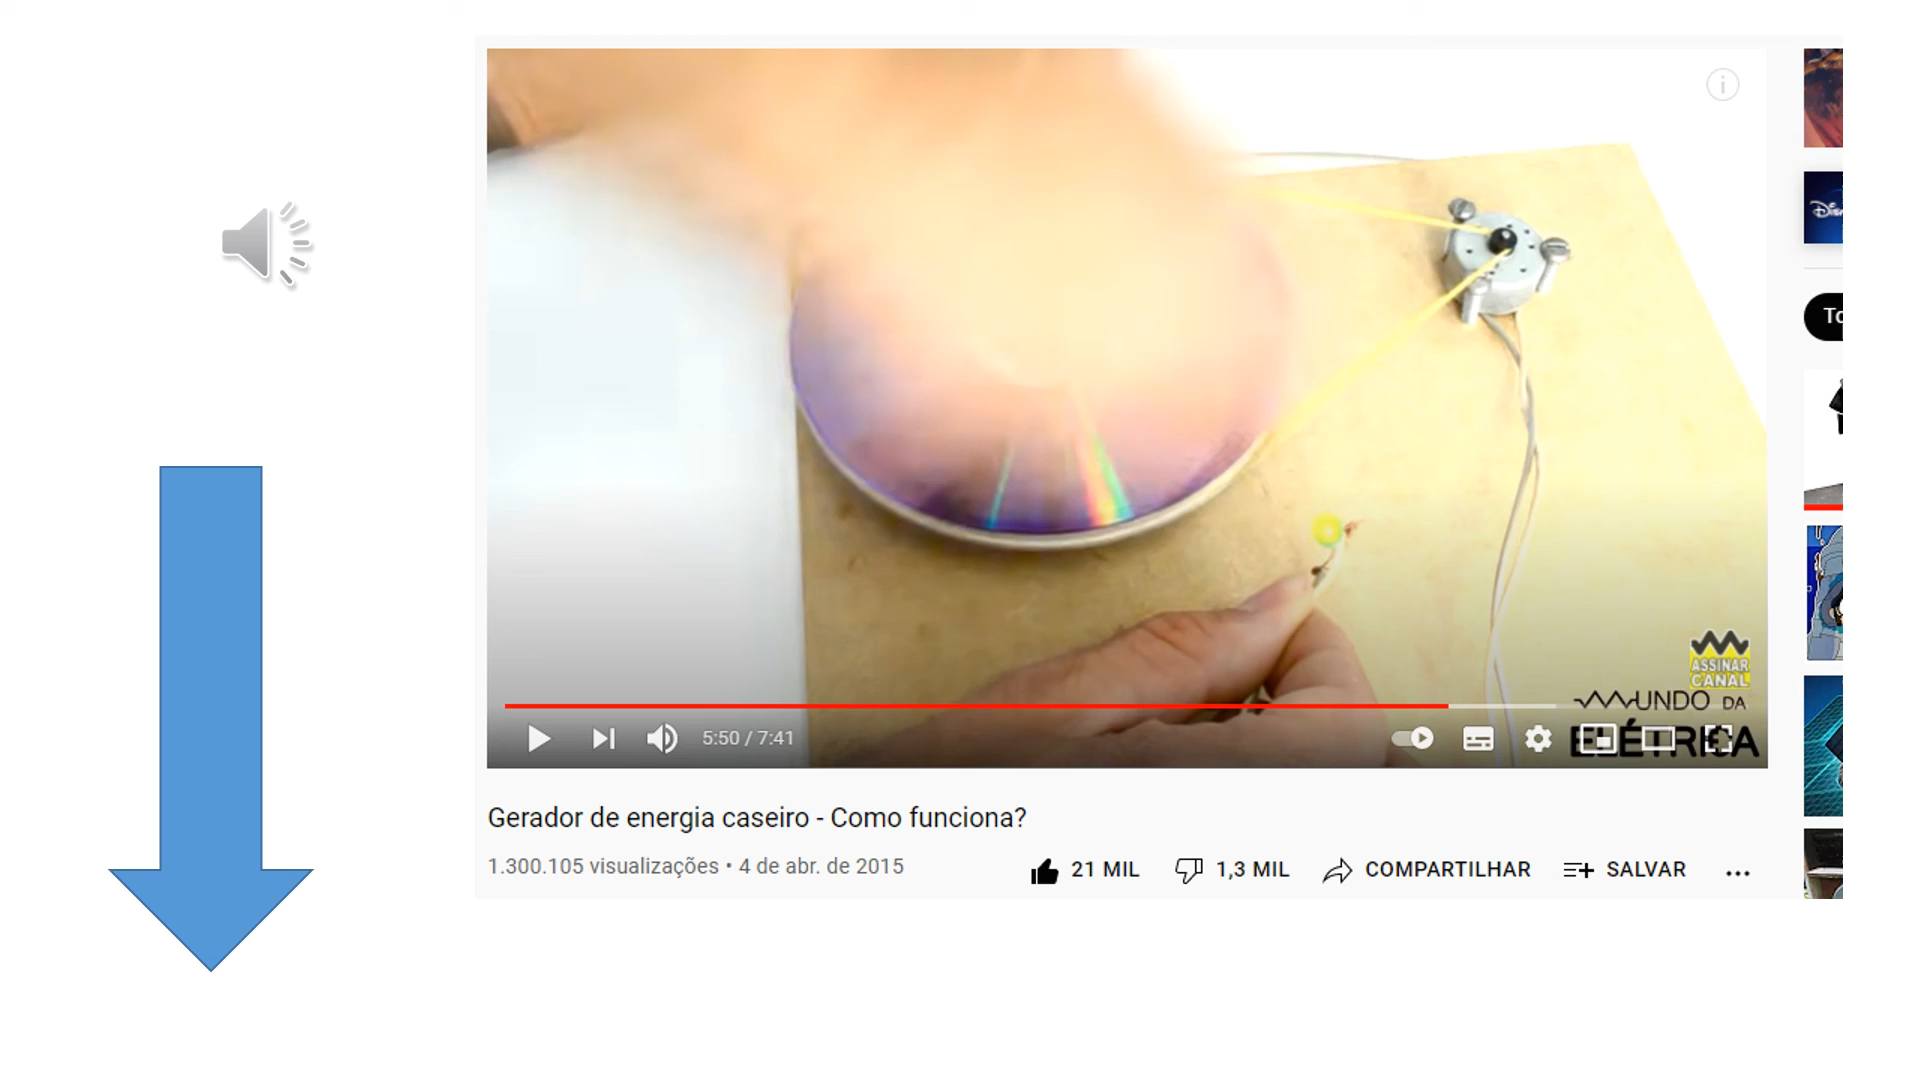 ASSINAR
CANAL
MUNDO DA
ELÉTRICA
5:50 / 7:41
Gerador de energia caseiro - Como funciona?
1.300.105 visualizações • 4 de abr. de 2015
21 MIL
1,3 MIL
COMPARTILHAR
SALVAR